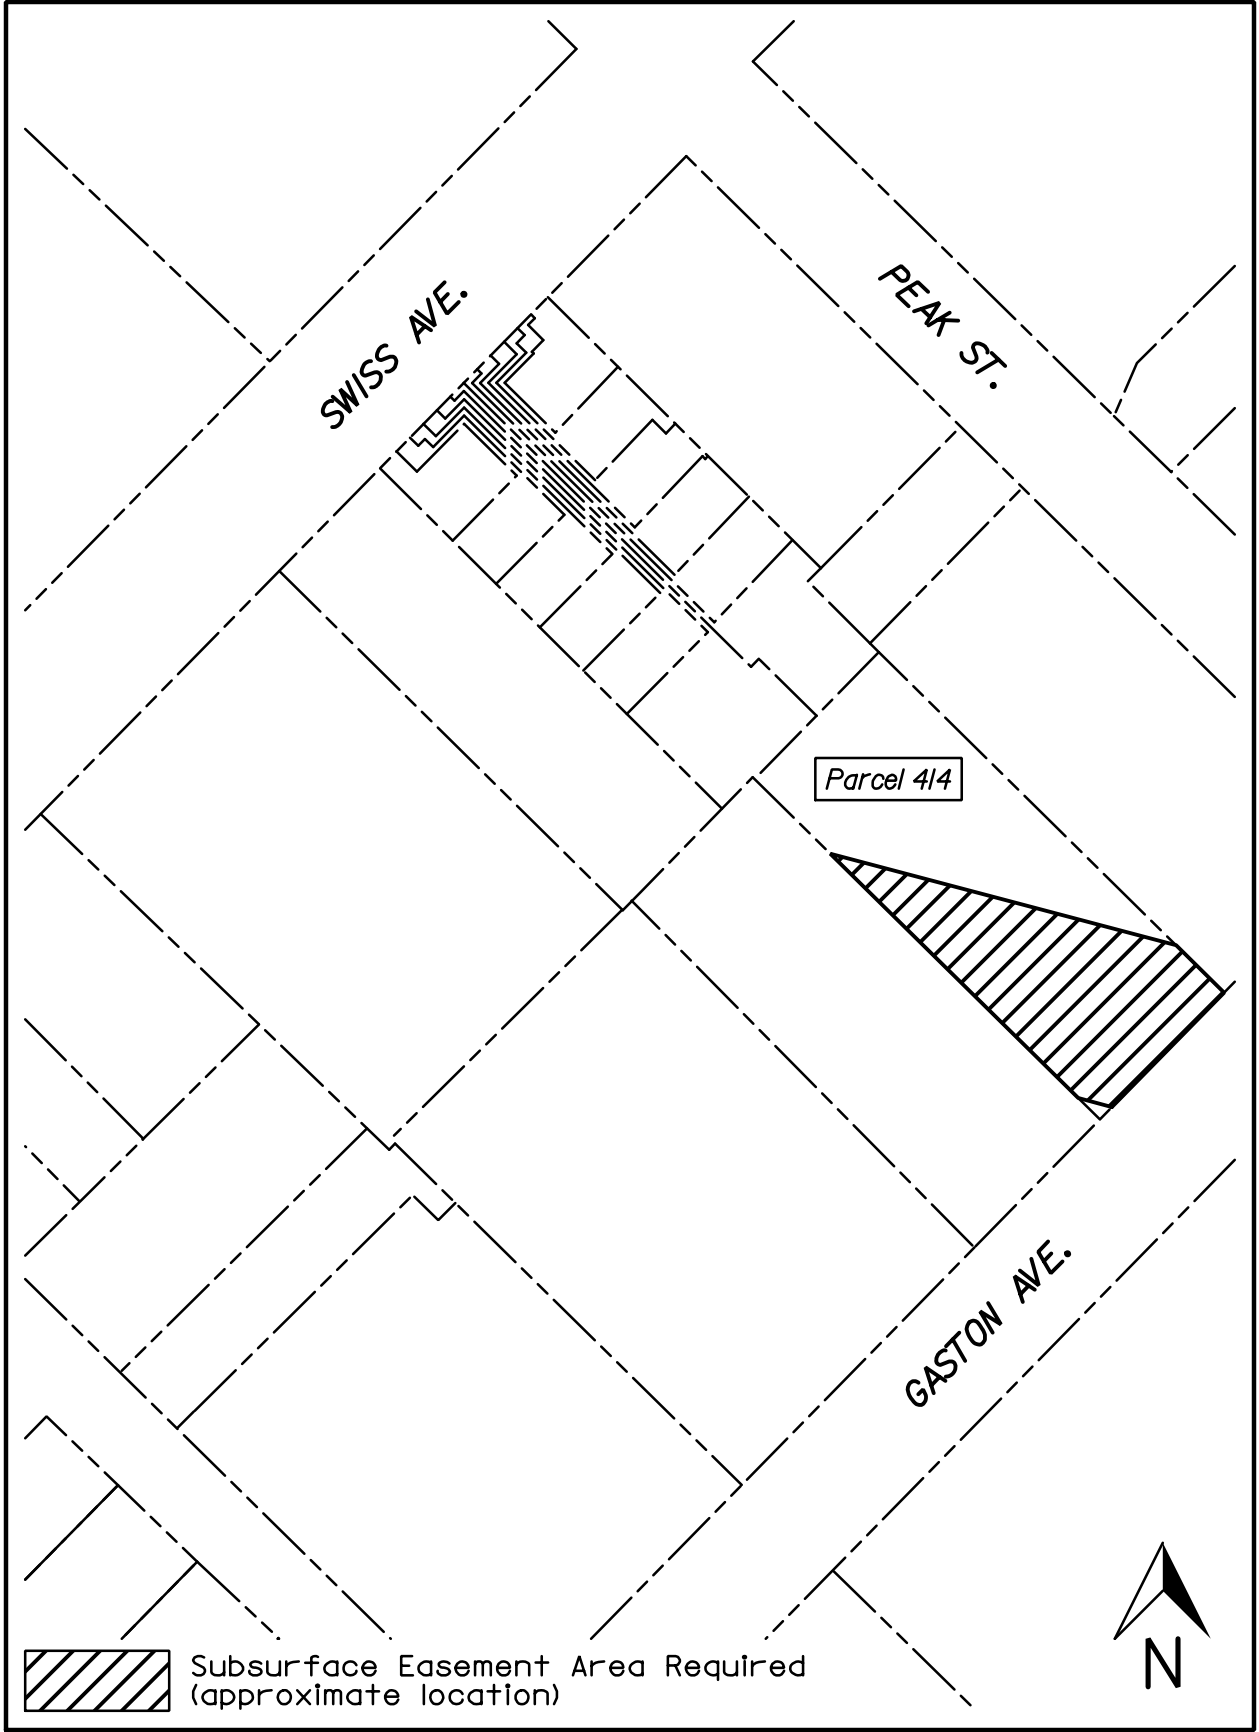 PEAK ST.
SWISS AVE.
Parcel 414
GASTON AVE.
N
Subsurface Easement Area Required
(approximate location)